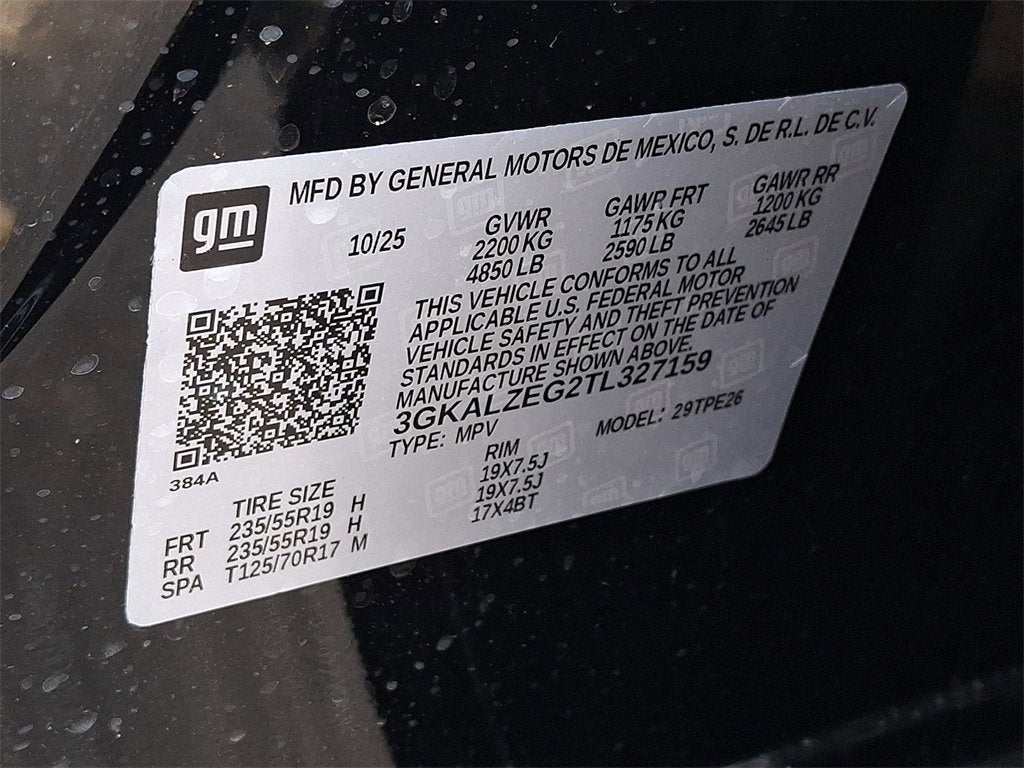 gm
MFD BY GENERAL MOTORS DE MEXICO, S. DE R.L. DE C.V.
10/25
GVWR
2200 KG
4850 LB
GAWR FRT
1175 KG
2590 LB
GAWR RR
1200 KG
2645 LB
THIS VEHICLE CONFORMS TO ALL
APPLICABLE U.S. FEDERAL MOTOR
VEHICLE SAFETY AND THEFT PREVENTION
STANDARDS IN EFFECT ON THE DATE OF
MANUFACTURE SHOWN ABOVE.
3GKALZEG2TL327159
TYPE: MPV
MODEL: 29TPE26
384A
TIRE SIZE RIM
FRT 235/55R19 H 19X7.5J
RR 235/55R19 H 19X7.5J
SPA T125/70R17 M 17X4BT